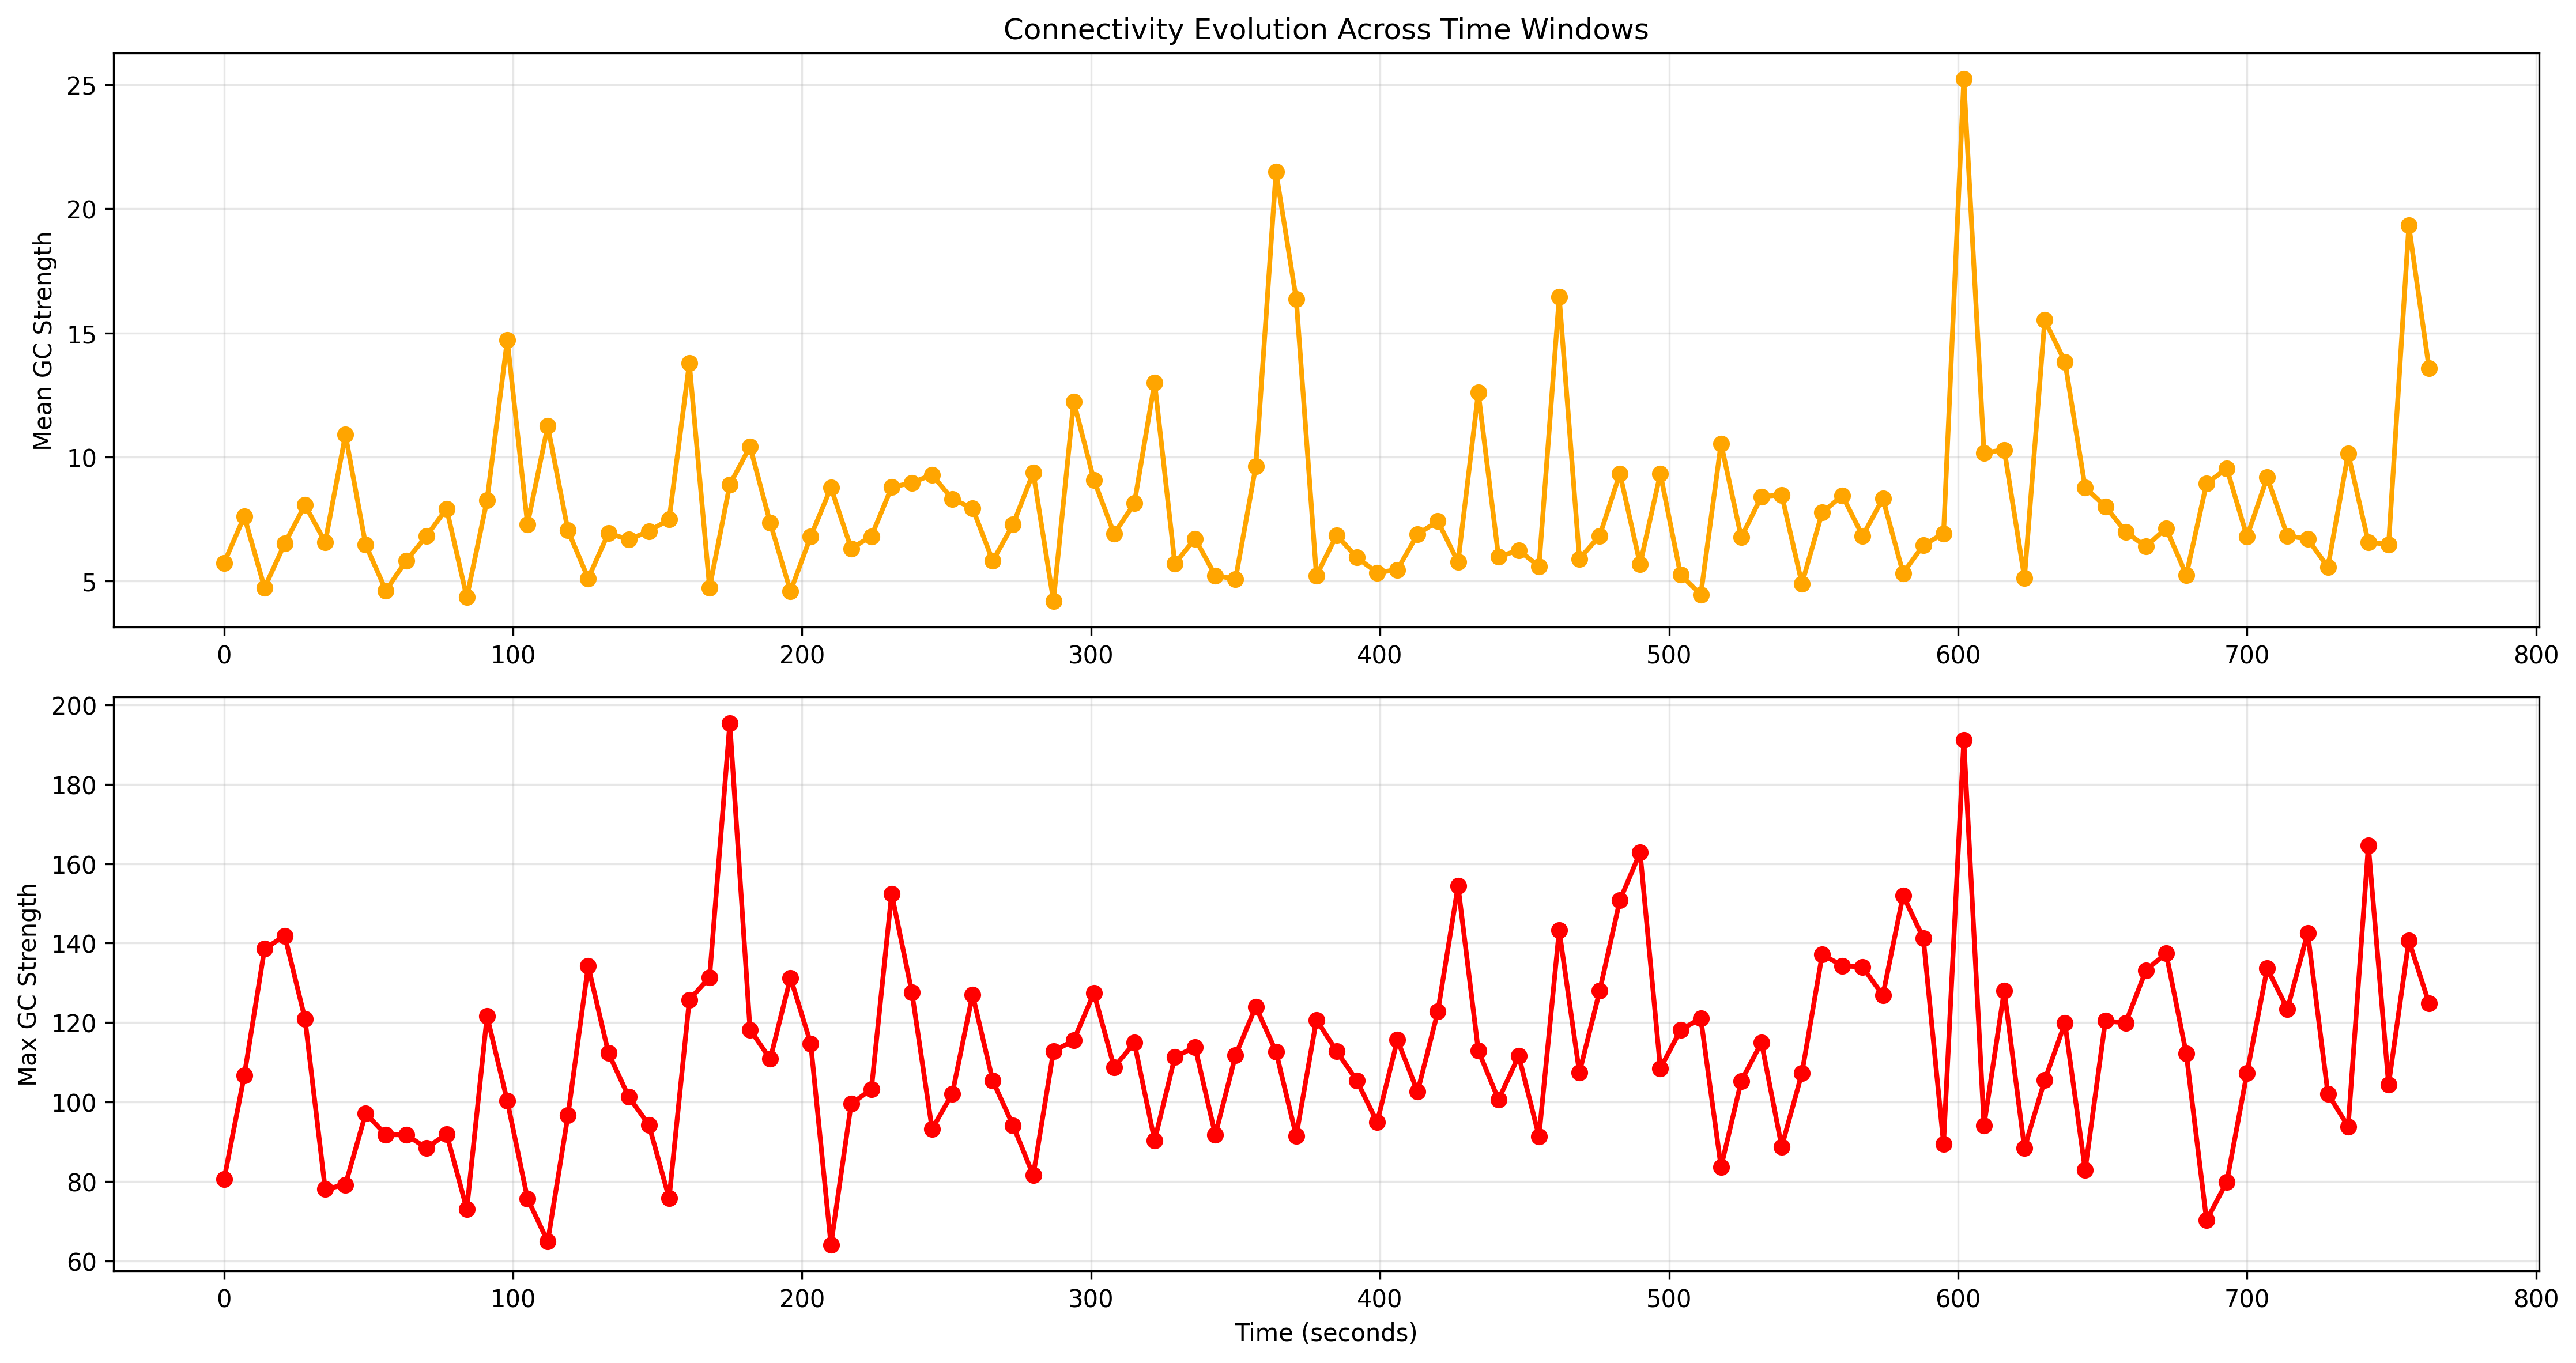 Connectivity Evolution Across Time Windows
Mean GC Strength
25
20
15
10
5
0 100 200 300 400 500 600 700 800
Max GC Strength
200
180
160
140
120
100
80
60
0 100 200 300 400 500 600 700 800
Time (seconds)